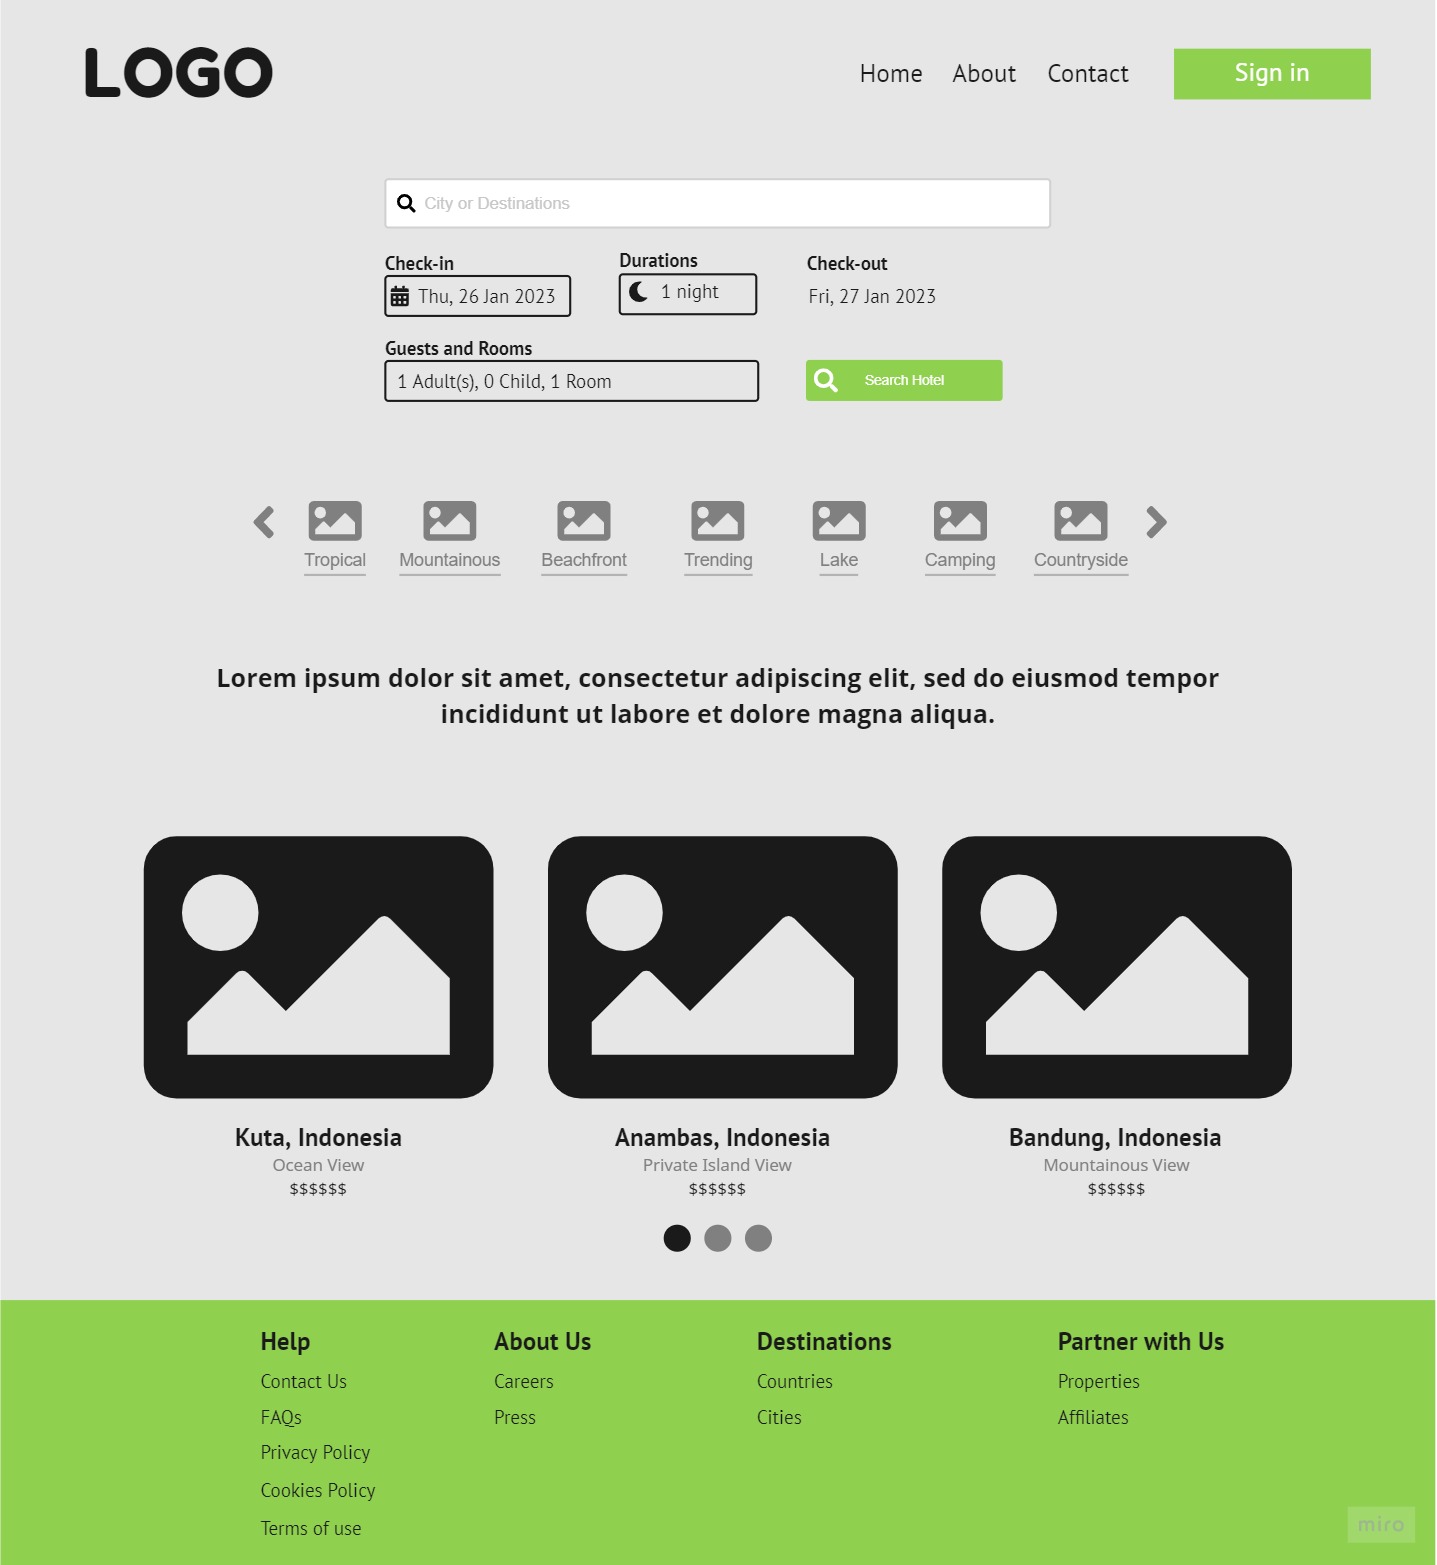 LOGO
Home About Contact Sign in
City or Destinations
Check-in Durations Check-out
Thu, 26 Jan 2023 1 night Fri, 27 Jan 2023
Guests and Rooms
1 Adult(s), 0 Child, 1 Room Search Hotel
Tropical Mountainous Beachfront Trending Lake Camping Countryside
Lorem ipsum dolor sit amet, consectetur adipiscing elit, sed do eiusmod tempor
incididunt ut labore et dolore magna aliqua.
Kuta, Indonesia Anambas, Indonesia Bandung, Indonesia
Ocean View Private Island View Mountainous View
$$$$$$ $$$$$$ $$$$$$
Help About Us Destinations Partner with Us
Contact Us Careers Countries Properties
FAQs Press Cities Affiliates
Privacy Policy
Cookies Policy
Terms of use
miro